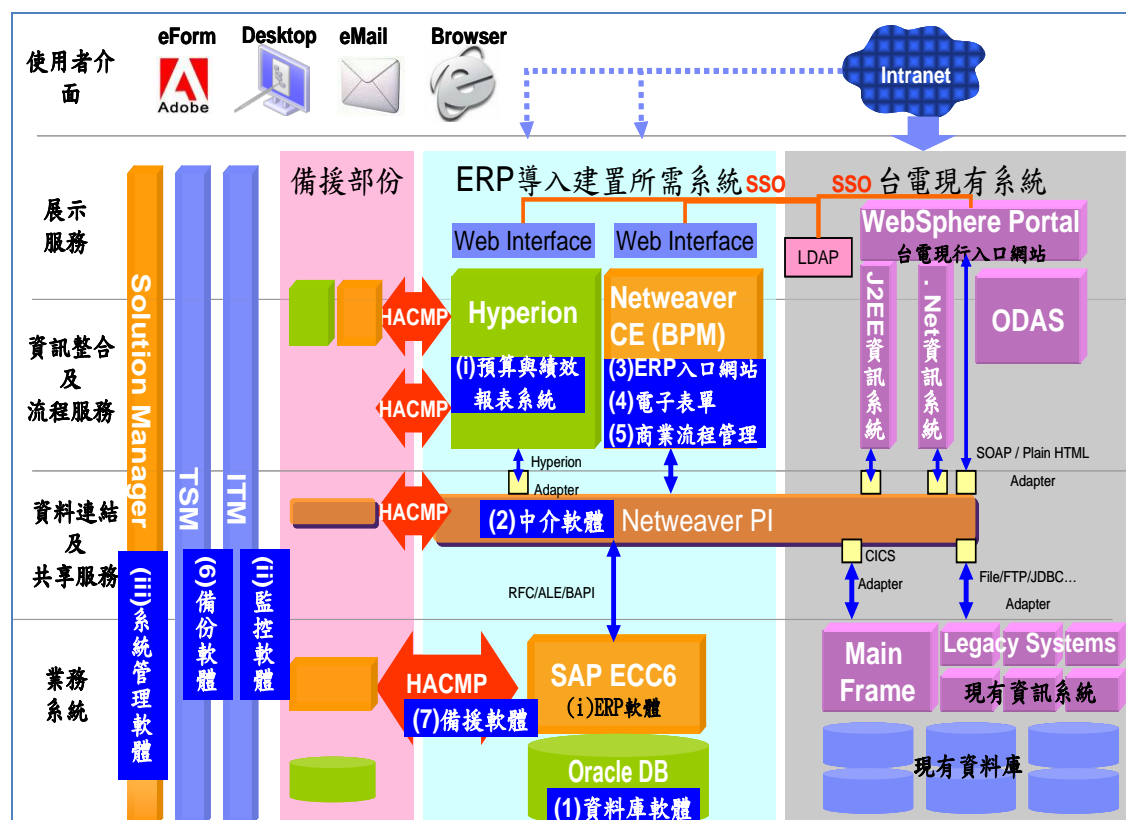 eForm
Desktop
eMail
Browser
Adobe
使用者介
面
Intranet
備援部份
ERP導入建置所需系統
SSO
SSO
台電現有系統
展示
服務
Web Interface
Web Interface
LDAP
WebSphere Portal
台電現行入口網站
Solution Manager
TSM
ITM
(iii)系統管理軟體
(6)備份軟體
(ii)監控軟體
資訊整合
及
流程服務
HACMP
HACMP
Hyperion
(i)預算與績效
報表系統
Netweaver
CE (BPM)
(3)ERP入口網站
(4)電子表單
(5)商業流程管理
J2EE資訊系統
.Net資訊系統
ODAS
Hyperion
Adapter
SOAP / Plain HTML
Adapter
資料連結
及
共享服務
HACMP
(2)中介軟體
Netweaver PI
RFC/ALE/BAPI
CICS
Adapter
File/FTP/JDBC…
Adapter
業務
系統
HACMP
(7)備援軟體
SAP ECC6
(i)ERP軟體
Oracle DB
(1)資料庫軟體
Main
Frame
Legacy Systems
現有資訊系統
現有資料庫